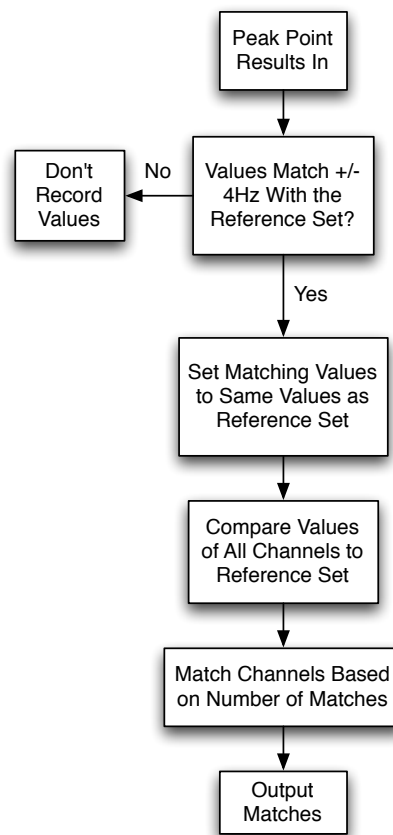 Peak Point
Results In
Values Match +/-
4Hz With the
Reference Set?
No
Don't
Record
Values
Yes
Set Matching Values
to Same Values as
Reference Set
Compare Values
of All Channels to
Reference Set
Match Channels Based
on Number of Matches
Output
Matches